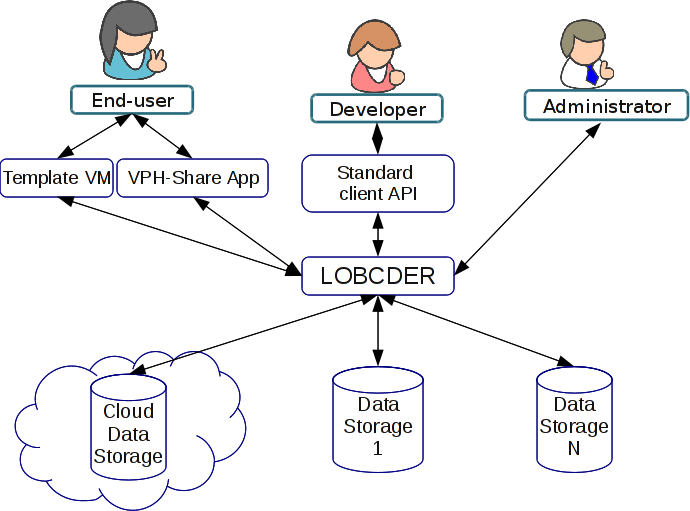 End-user
Developer
Administrator
Template VM
VPH-Share App
Standard
client API
LOBCDER
Cloud
Data
Storage
Data
Storage
1
Data
Storage
N